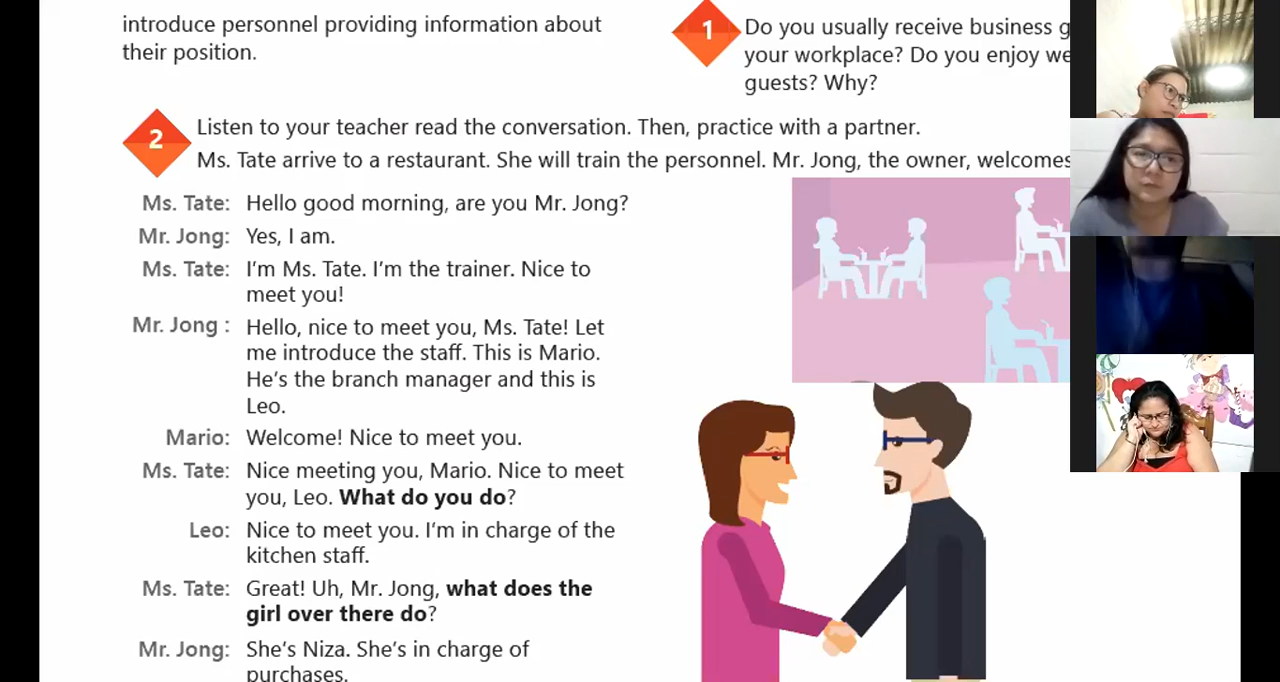 introduce personnel providing information about
their position.
1
Do you usually receive business g
your workplace? Do you enjoy we
guests? Why?
2
Listen to your teacher read the conversation. Then, practice with a partner.
Ms. Tate arrive to a restaurant. She will train the personnel. Mr. Jong, the owner, welcomes
Ms. Tate: Hello good morning, are you Mr. Jong?
Mr. Jong: Yes, I am.
Ms. Tate: I'm Ms. Tate. I'm the trainer. Nice to
meet you!
Mr. Jong : Hello, nice to meet you, Ms. Tate! Let
me introduce the staff. This is Mario.
He's the branch manager and this is
Leo.
Mario: Welcome! Nice to meet you.
Ms. Tate: Nice meeting you, Mario. Nice to meet
you, Leo. What do you do?
Leo: Nice to meet you. I'm in charge of the
kitchen staff.
Ms. Tate: Great! Uh, Mr. Jong, what does the
girl over there do?
Mr. Jong: She's Niza. She's in charge of
purchases.